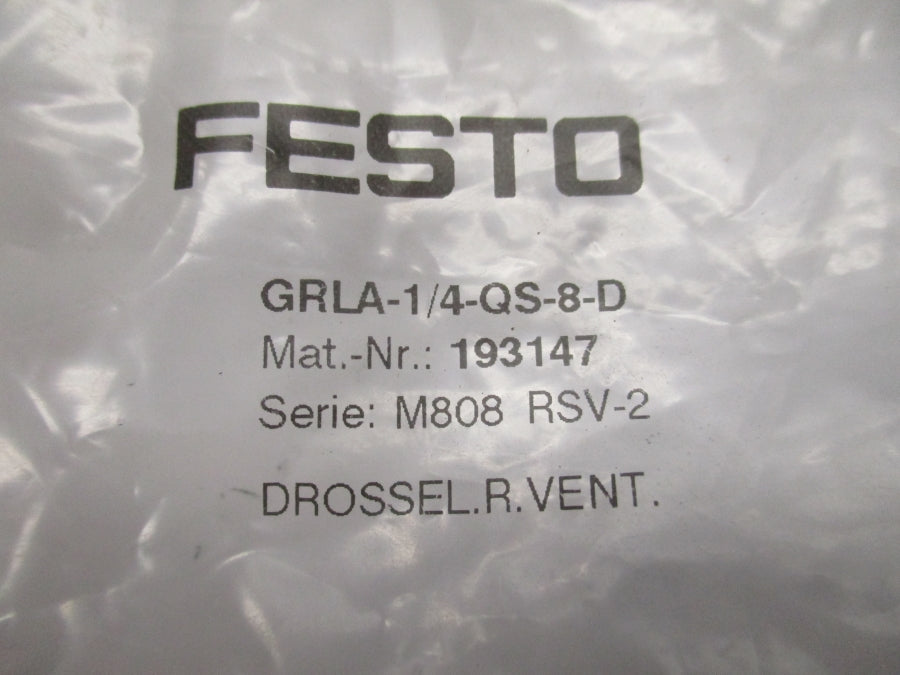 FESTO
GRLA-1/4-QS-8-D
Mat.-Nr.: 193147
Serie: M808 RSV-2
DROSSEL.R.VENT.